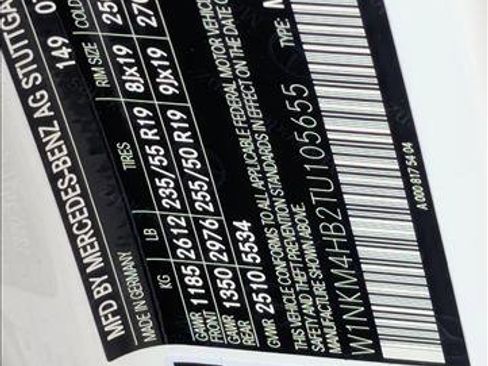 MFD BY MERCEDES-BENZ AG STUTTGA
149
MADE IN GERMANY TIRES RIM SIZE COLD
KG LB
GAWR FRONT 1185 2612 235/55 R19 8Jx19
GAWR REAR 1350 2976 255/50 R19 9Jx19
GVWR 2510 5534
THIS VEHICLE CONFORMS TO ALL APPLICABLE FEDERAL MOTOR VEHICL
SAFETY AND THEFT PREVENTION STANDARDS IN EFFECT ON THE DATE O
MANUFACTURE SHOWN ABOVE. TYPE:
W1NKM4HB2TU105655
A 000 817 54 04